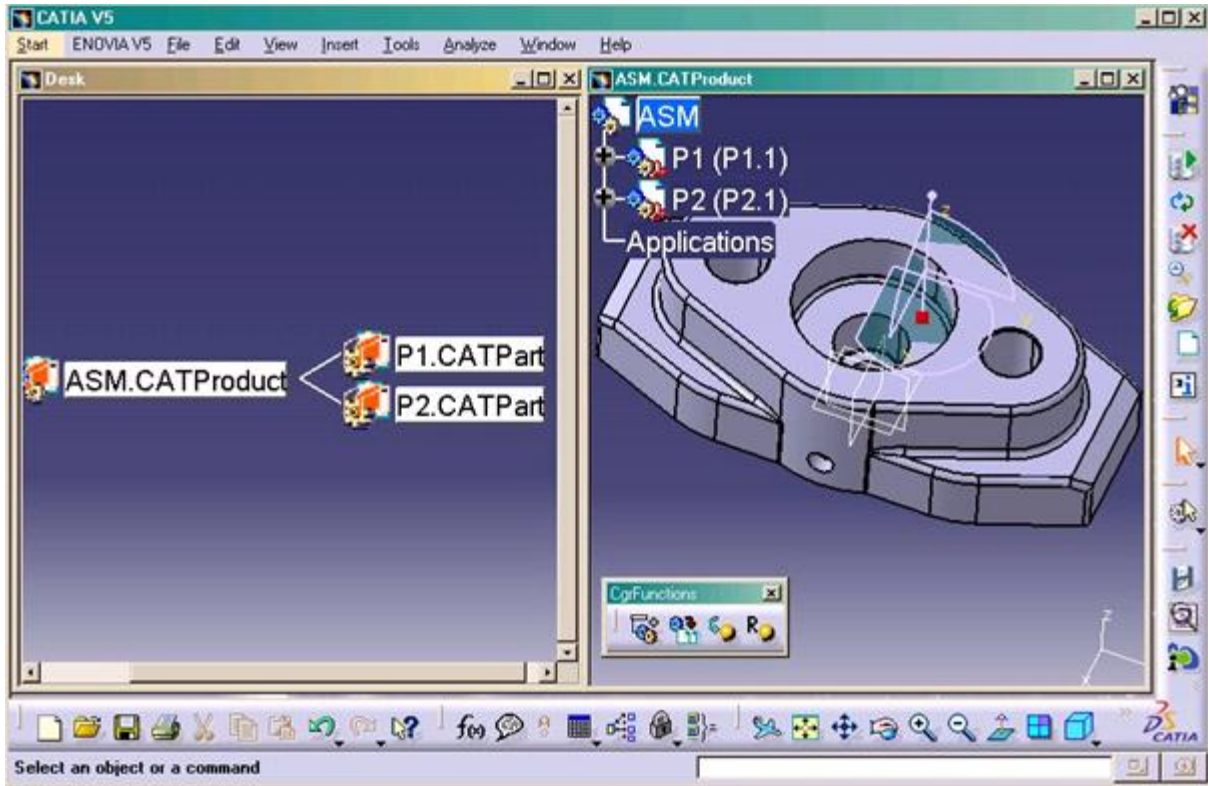 CATIA V5
Start ENOVIA V5 File Edit View Insert Tools Analyze Window Help
Desk
ASM.CATProduct
P1.CATPart
P2.CATPart
ASM.CATProduct
ASM
P1 (P1.1)
P2 (P2.1)
Applications
z
y
CgrFunctions
R
z
x
f(x)
CATIA
Select an object or a command